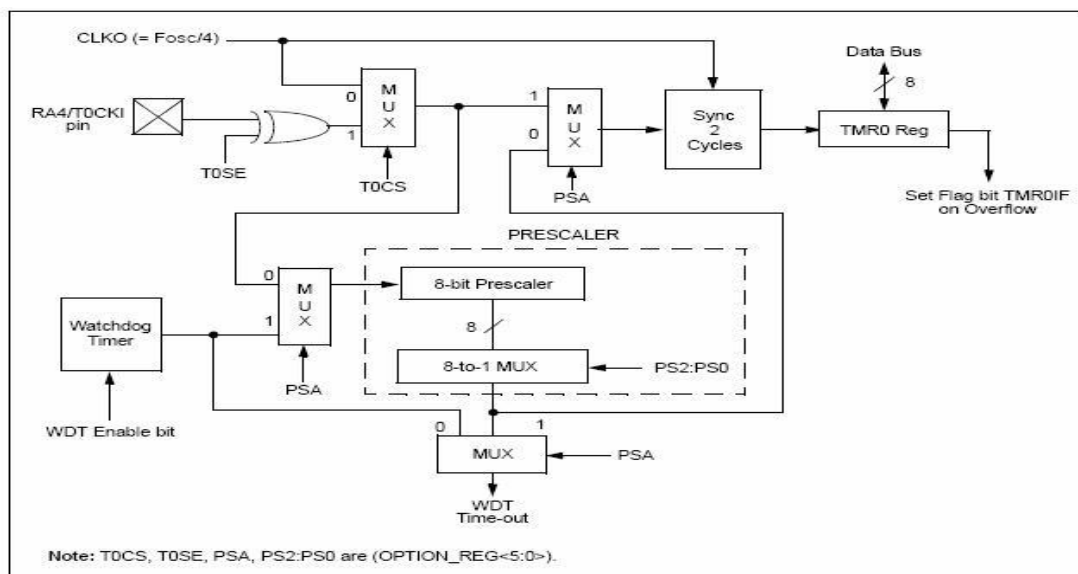 CLKO (= Fosc/4)
Data Bus
8
RA4/T0CKI
pin
T0SE
0
1
M
U
X
T0CS
1
0
M
U
X
PSA
Sync
2
Cycles
TMR0 Reg
Set Flag bit TMR0IF
on Overflow
PRESCALER
0
1
M
U
X
PSA
8-bit Prescaler
8
8-to-1 MUX
PS2:PS0
Watchdog
Timer
WDT Enable bit
0
1
MUX
PSA
WDT
Time-out
Note: T0CS, T0SE, PSA, PS2:PS0 are (OPTION_REG<5:0>).